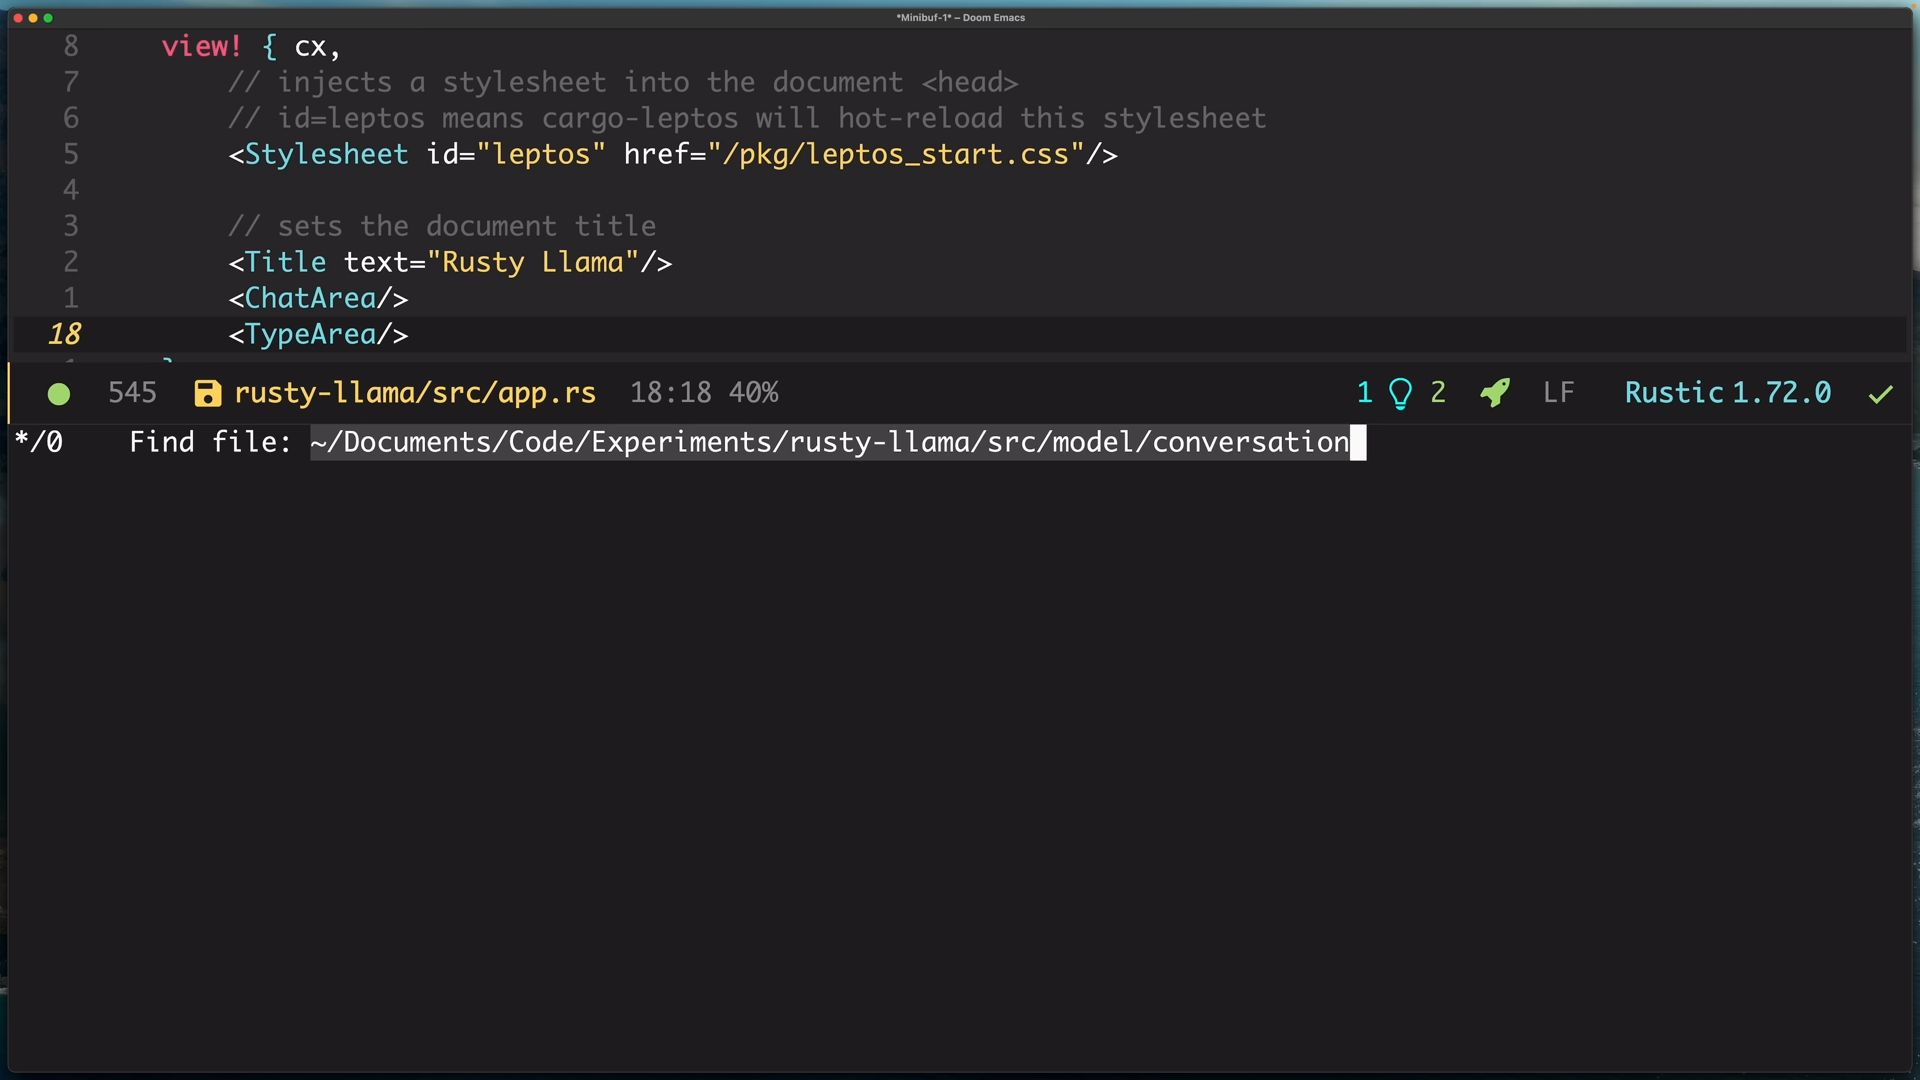 *Minibuf-1* – Doom Emacs
8 view! { cx,
7 // injects a stylesheet into the document <head>
6 // id=leptos means cargo-leptos will hot-reload this stylesheet
5 <Stylesheet id="leptos" href="/pkg/leptos_start.css"/>
4
3 // sets the document title
2 <Title text="Rusty Llama"/>
1 <ChatArea/>
18 <TypeArea/>
545 rusty-llama/src/app.rs 18:18 40% 1 2 LF Rustic 1.72.0
*/0 Find file: ~/Documents/Code/Experiments/rusty-llama/src/model/conversation